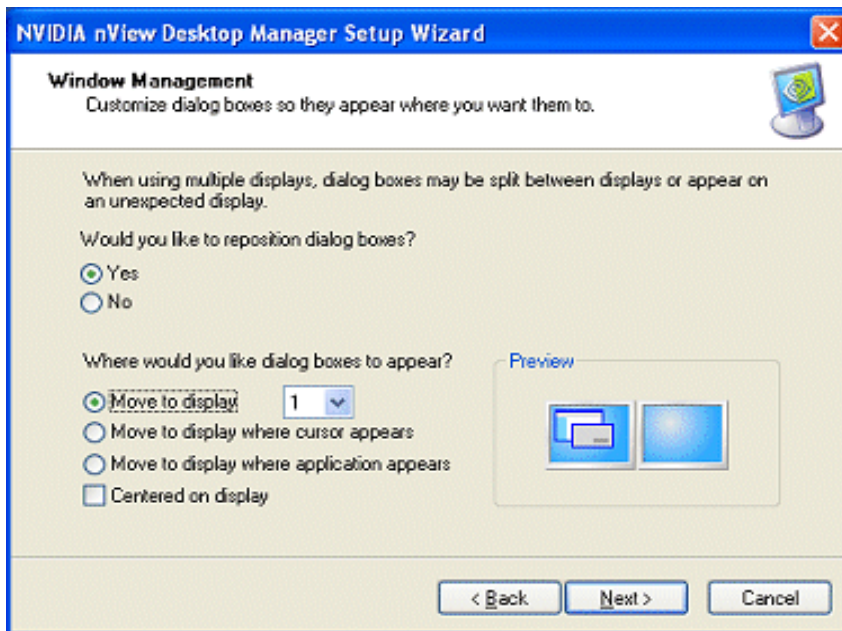 NVIDIA nView Desktop Manager Setup Wizard
Window Management
Customize dialog boxes so they appear where you want them to.
When using multiple displays, dialog boxes may be split between displays or appear on
an unexpected display.
Would you like to reposition dialog boxes?
Yes
No
Where would you like dialog boxes to appear?
Preview
Move to display 1
Move to display where cursor appears
Move to display where application appears
Centered on display
< Back
Next >
Cancel